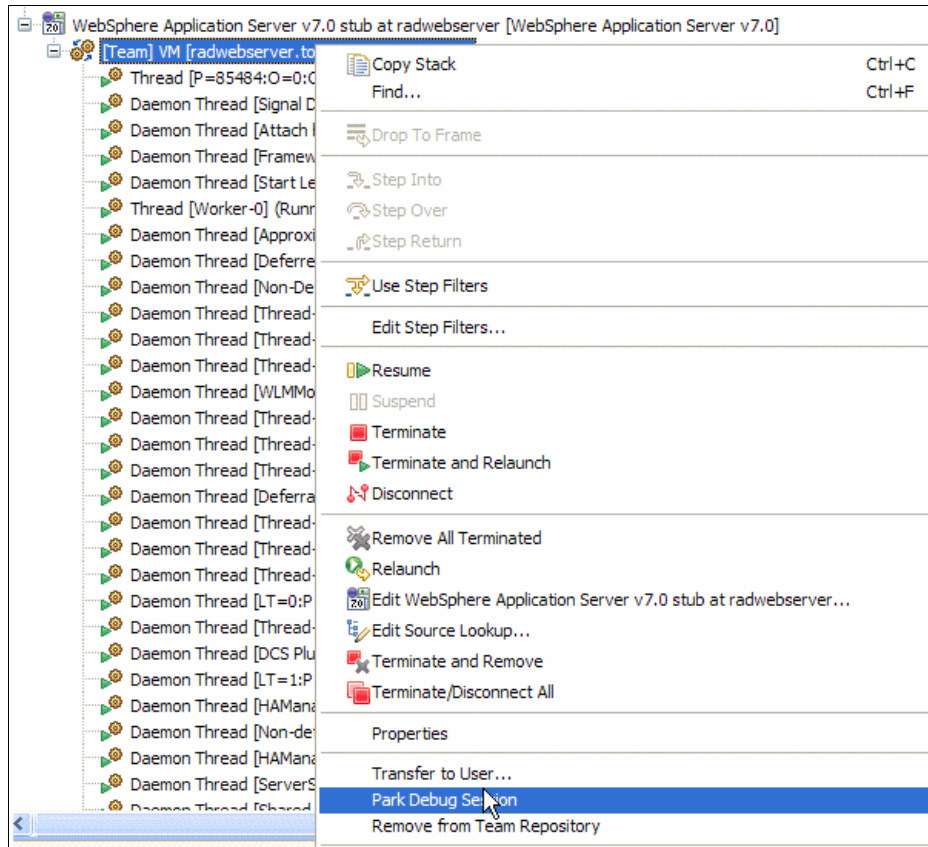 WebSphere Application Server v7.0 stub at radwebserver [WebSphere Application Server v7.0]
[Team] VM [radwebserver.to
Thread [P=85484:O=0:C
Daemon Thread [Signal D
Daemon Thread [Attach
Daemon Thread [Framew
Daemon Thread [Start Le
Thread [Worker-0] (Runr
Daemon Thread [Approxi
Daemon Thread [Deferre
Daemon Thread [Non-De
Daemon Thread [Thread-
Daemon Thread [Thread-
Daemon Thread [Thread-
Daemon Thread [WLMMo
Daemon Thread [Thread-
Daemon Thread [Thread-
Daemon Thread [Thread-
Daemon Thread [Deferra
Daemon Thread [Thread-
Daemon Thread [Thread-
Daemon Thread [Thread-
Daemon Thread [LT=0:P
Daemon Thread [Thread-
Daemon Thread [DCS Plu
Daemon Thread [LT=1:P
Daemon Thread [HAMana
Daemon Thread [Non-de
Daemon Thread [HAMana
Daemon Thread [ServerS
Daemon Thread [Shared
Copy Stack Ctrl+C
Find... Ctrl+F
Drop To Frame
Step Into
Step Over
Step Return
Use Step Filters
Edit Step Filters...
Resume
Suspend
Terminate
Terminate and Relaunch
Disconnect
Remove All Terminated
Relaunch
Edit WebSphere Application Server v7.0 stub at radwebserver...
Edit Source Lookup...
Terminate and Remove
Terminate/Disconnect All
Properties
Transfer to User...
Park Debug Session
Remove from Team Repository